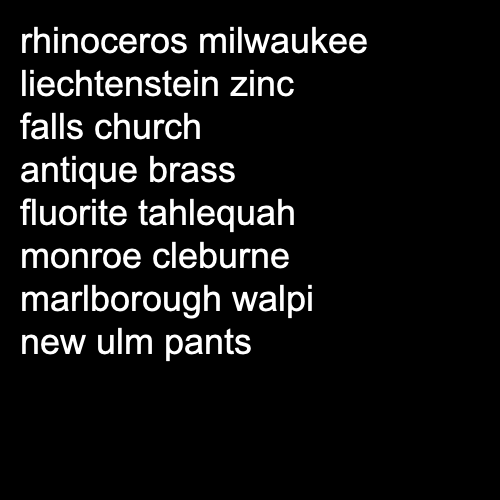 rhinoceros milwaukee
liechtenstein zinc
falls church
antique brass
fluorite tahlequah
monroe cleburne
marlborough walpi
new ulm pants